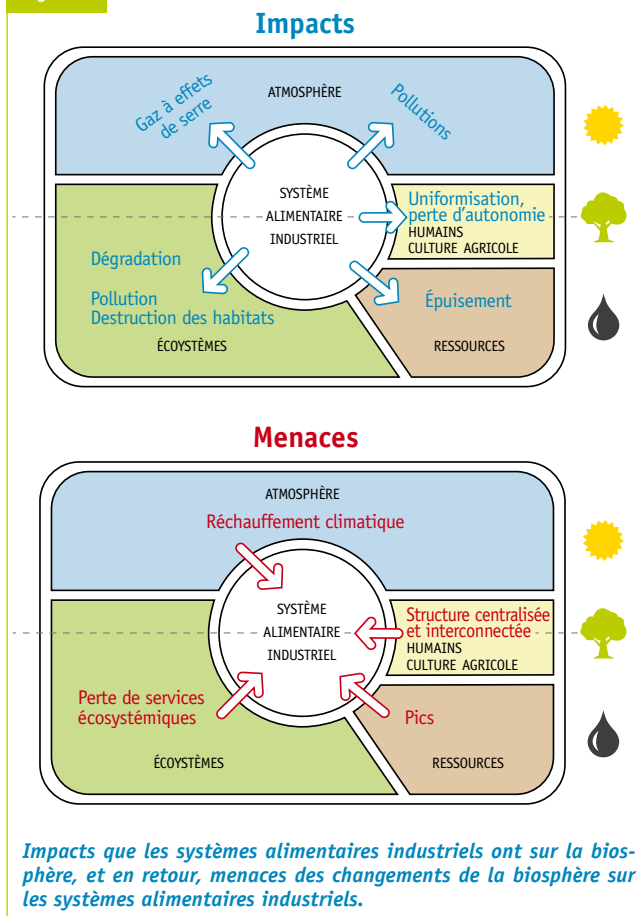 Impacts
ATMOSPHÈRE
Gaz à effets
de serre
Pollutions
SYSTÈME
ALIMENTAIRE
INDUSTRIEL
Uniformisation,
perte d'autonomie
HUMAINS
CULTURE AGRICOLE
Dégradation
Pollution
Destruction des habitats
ÉCOYSTÈMES
Épuisement
RESSOURCES
Menaces
ATMOSPHÈRE
Réchauffement climatique
SYSTÈME
ALIMENTAIRE
INDUSTRIEL
Structure centralisée
et interconnectée
HUMAINS
CULTURE AGRICOLE
Perte de services
écosystémiques
ÉCOYSTÈMES
Pics
RESSOURCES
Impacts que les systèmes alimentaires industriels ont sur la bios-
phère, et en retour, menaces des changements de la biosphère sur
les systèmes alimentaires industriels.